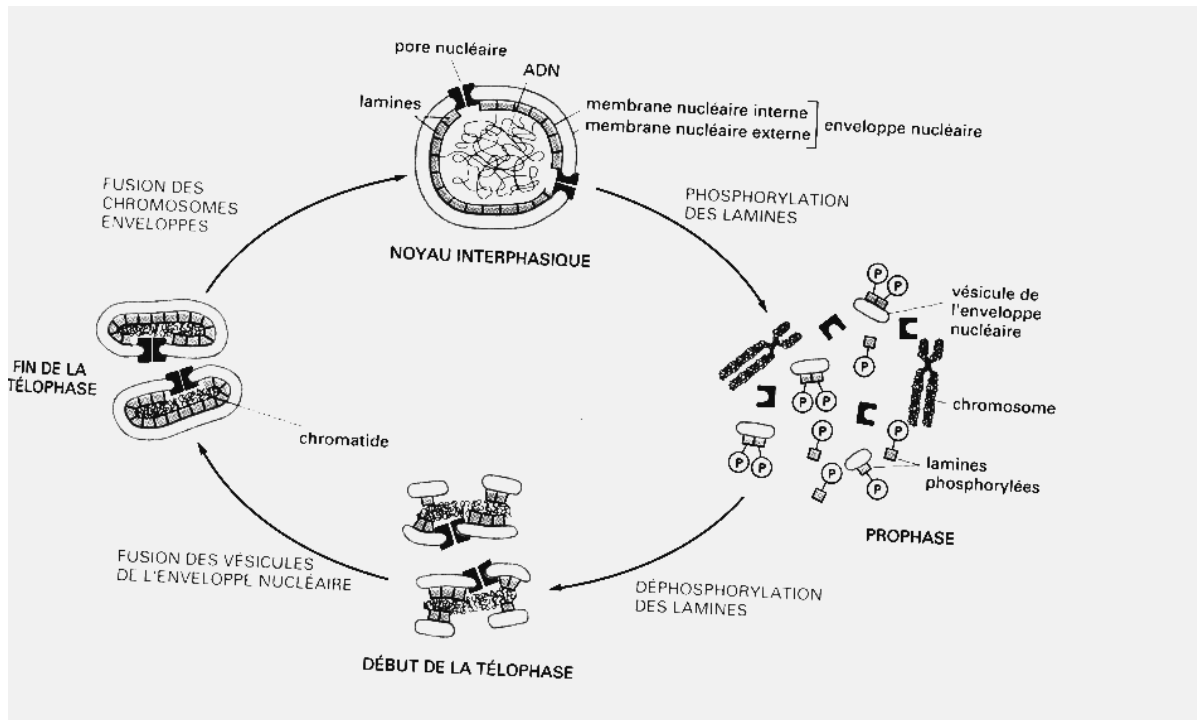 pore nucléaire
ADN
lamines
membrane nucléaire interne
membrane nucléaire externe
enveloppe nucléaire
NOYAU INTERPHASIQUE
PHOSPHORYLATION
DES LAMINES
P
P
vésicule de
l'enveloppe
nucléaire
P
P
P
chromosome
P
P
P
P
P
lamines
phosphorylées
P
P
PROPHASE
DÉPHOSPHORYLATION
DES LAMINES
DÉBUT DE LA TÉLOPHASE
FUSION DES VÉSICULES
DE L'ENVELOPPE NUCLÉAIRE
chromatide
FIN DE LA
TÉLOPHASE
FUSION DES
CHROMOSOMES
ENVELOPPES